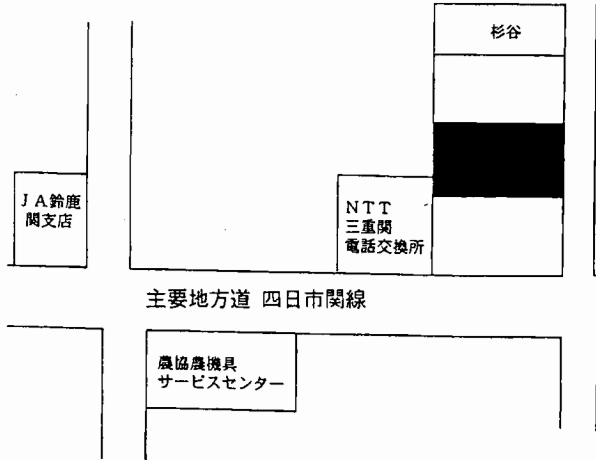 杉谷
JA鈴鹿
関支店
NTT
三重関
電話交換所
主要地方道 四日市関線
農協農機具
サービスセンター